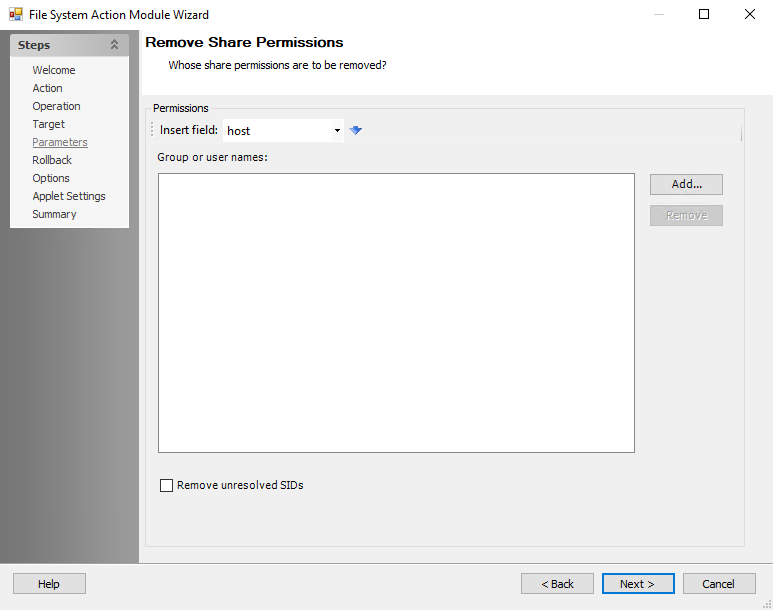 File System Action Module Wizard
Steps
Welcome
Action
Operation
Target
Parameters
Rollback
Options
Applet Settings
Summary
Remove Share Permissions
Whose share permissions are to be removed?
Permissions
Insert field: host
Group or user names:
Add...
Remove
Remove unresolved SIDs
Help
< Back
Next >
Cancel